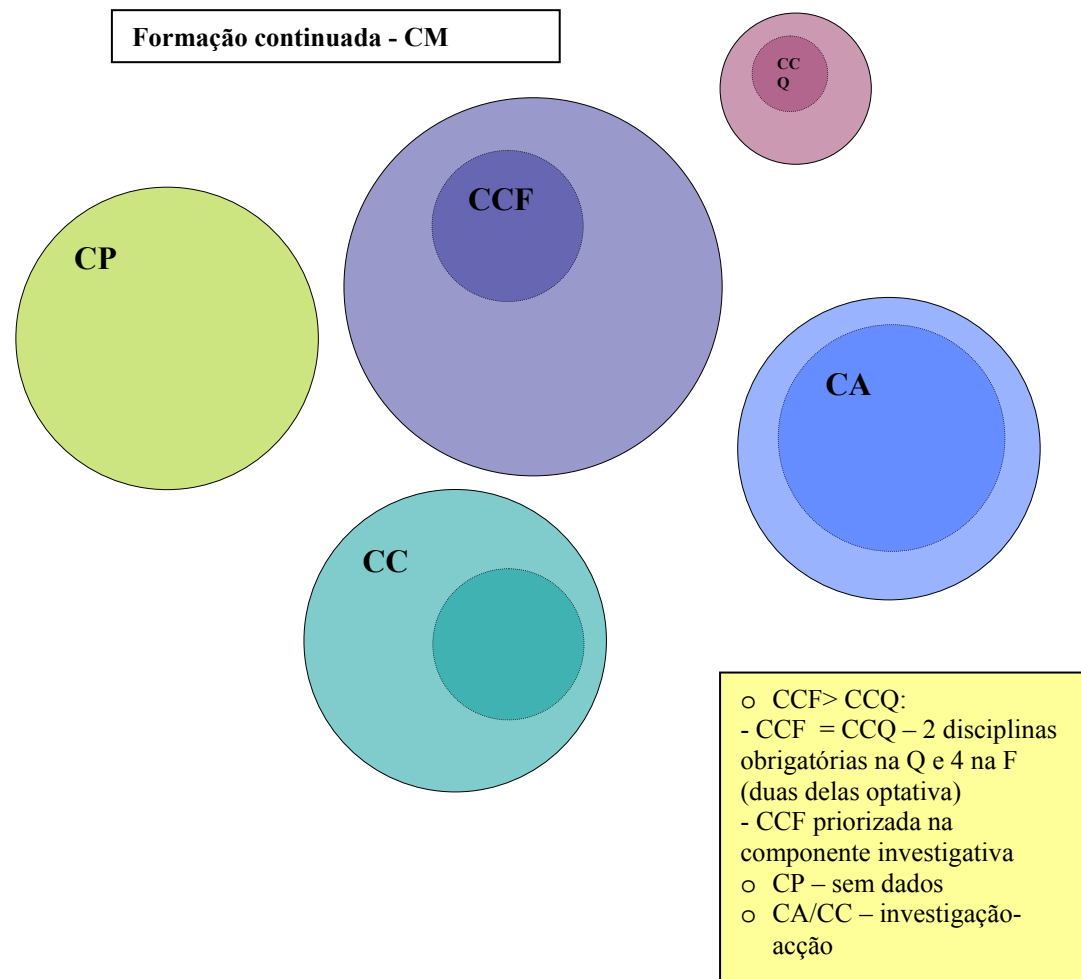 Formação continuada - CM
CC
Q
CCF
CP
CA
CC
o CCF> CCQ:
- CCF = CCQ – 2 disciplinas
obrigatórias na Q e 4 na F
(duas delas optativa)
- CCF priorizada na
componente investigativa
o CP – sem dados
o CA/CC – investigação-
acção